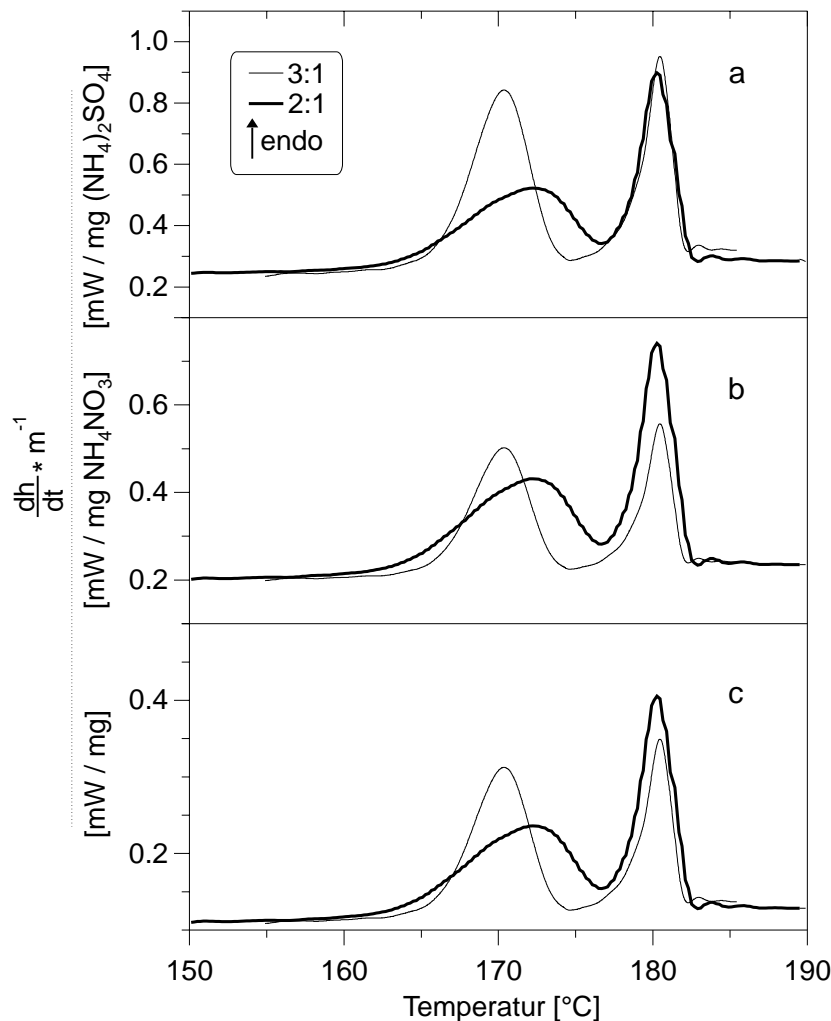 1.0
0.8
0.6
0.4
0.2
3:1
2:1
endo
a
[mW / mg (NH₄)₂SO₄]
0.6
0.4
0.2
b
[mW / mg NH₄NO₃]
dh
dt
* m⁻¹
0.4
0.2
c
[mW / mg]
150 160 170 180 190
Temperatur [°C]